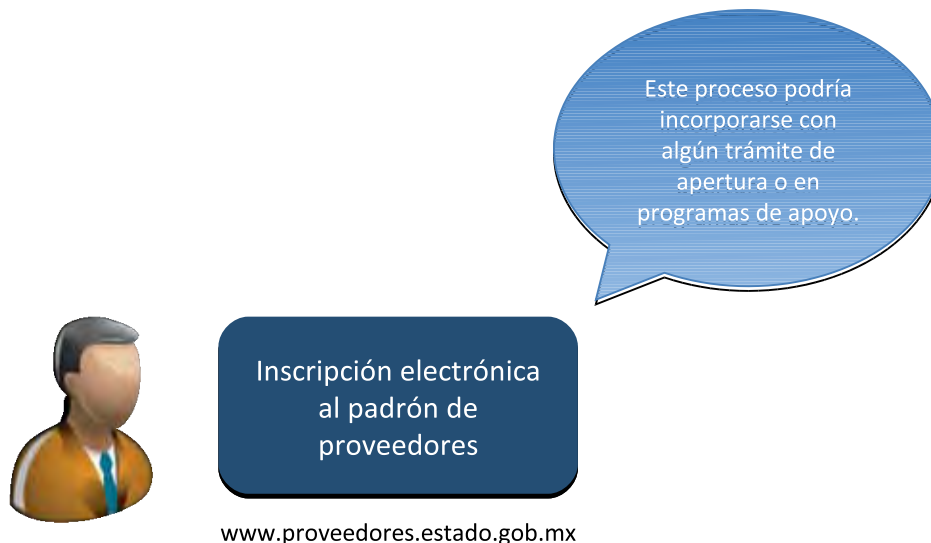 Este proceso podría
incorporarse con
algún trámite de
apertura o en
programas de apoyo.
Inscripción electrónica
al padrón de
proveedores
www.proveedores.estado.gob.mx